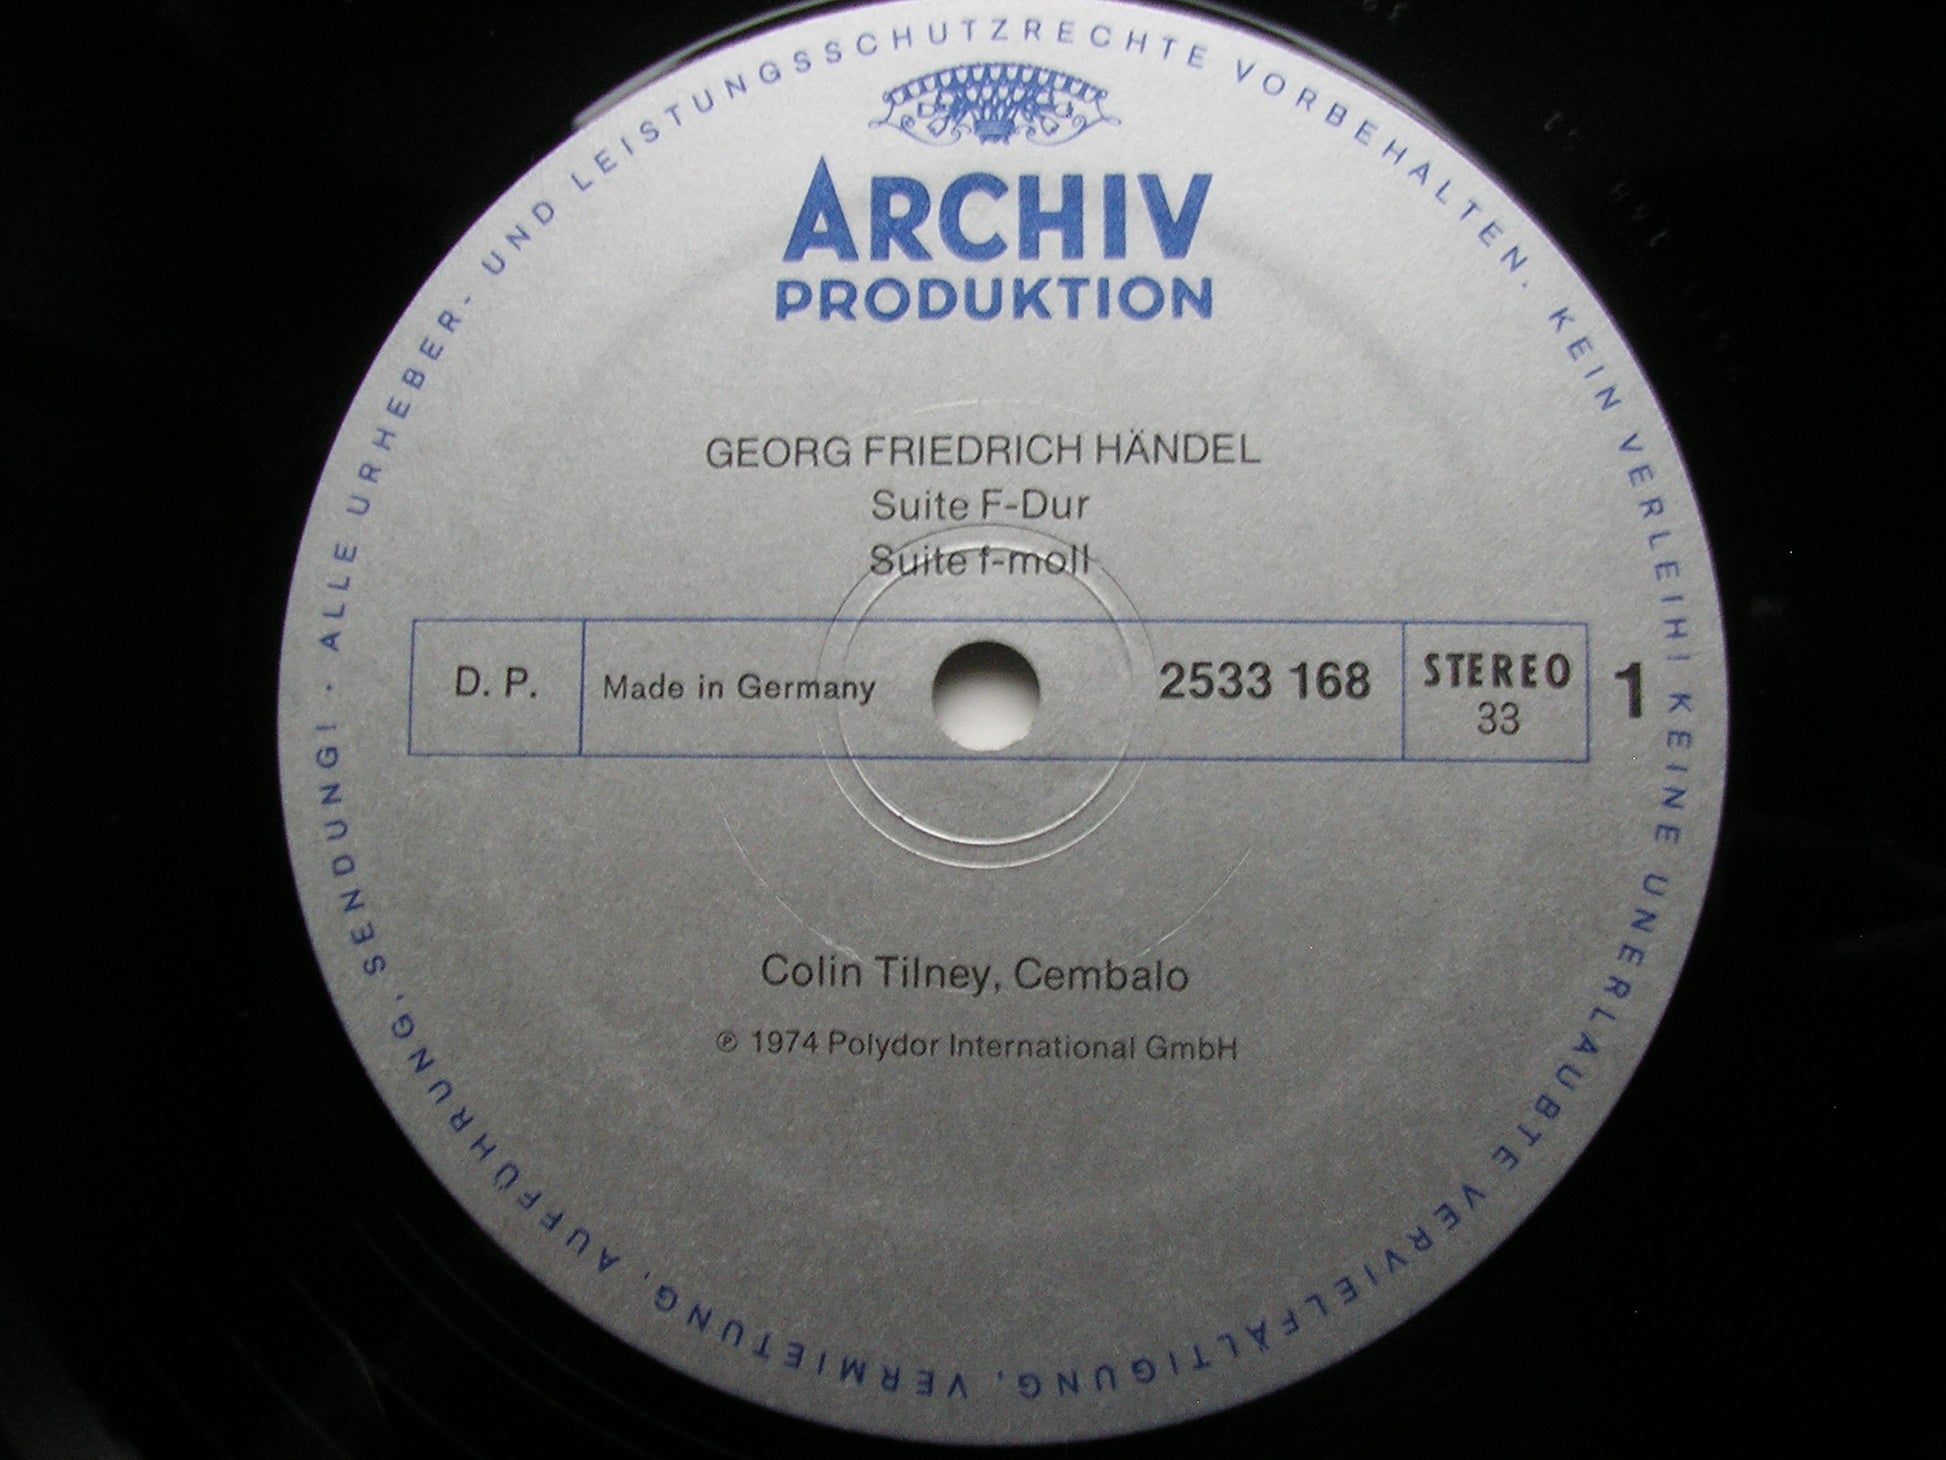 ALLE URHEBER- UND LEISTUNGSSCHUTZRECHTE VORBEHALTEN. KEIN VERLEIH! KEINE UNERLAUBTE VERVIELFÄLTIGUNG, VERMIETUNG, AUFFÜHRUNG, SENDUNG! ·
ARCHIV
PRODUKTION
GEORG FRIEDRICH HÄNDEL
Suite F-Dur
Suite f-moll
D. P.
Made in Germany
2533 168
STEREO
33
1
Colin Tilney, Cembalo
℗ 1974 Polydor International GmbH